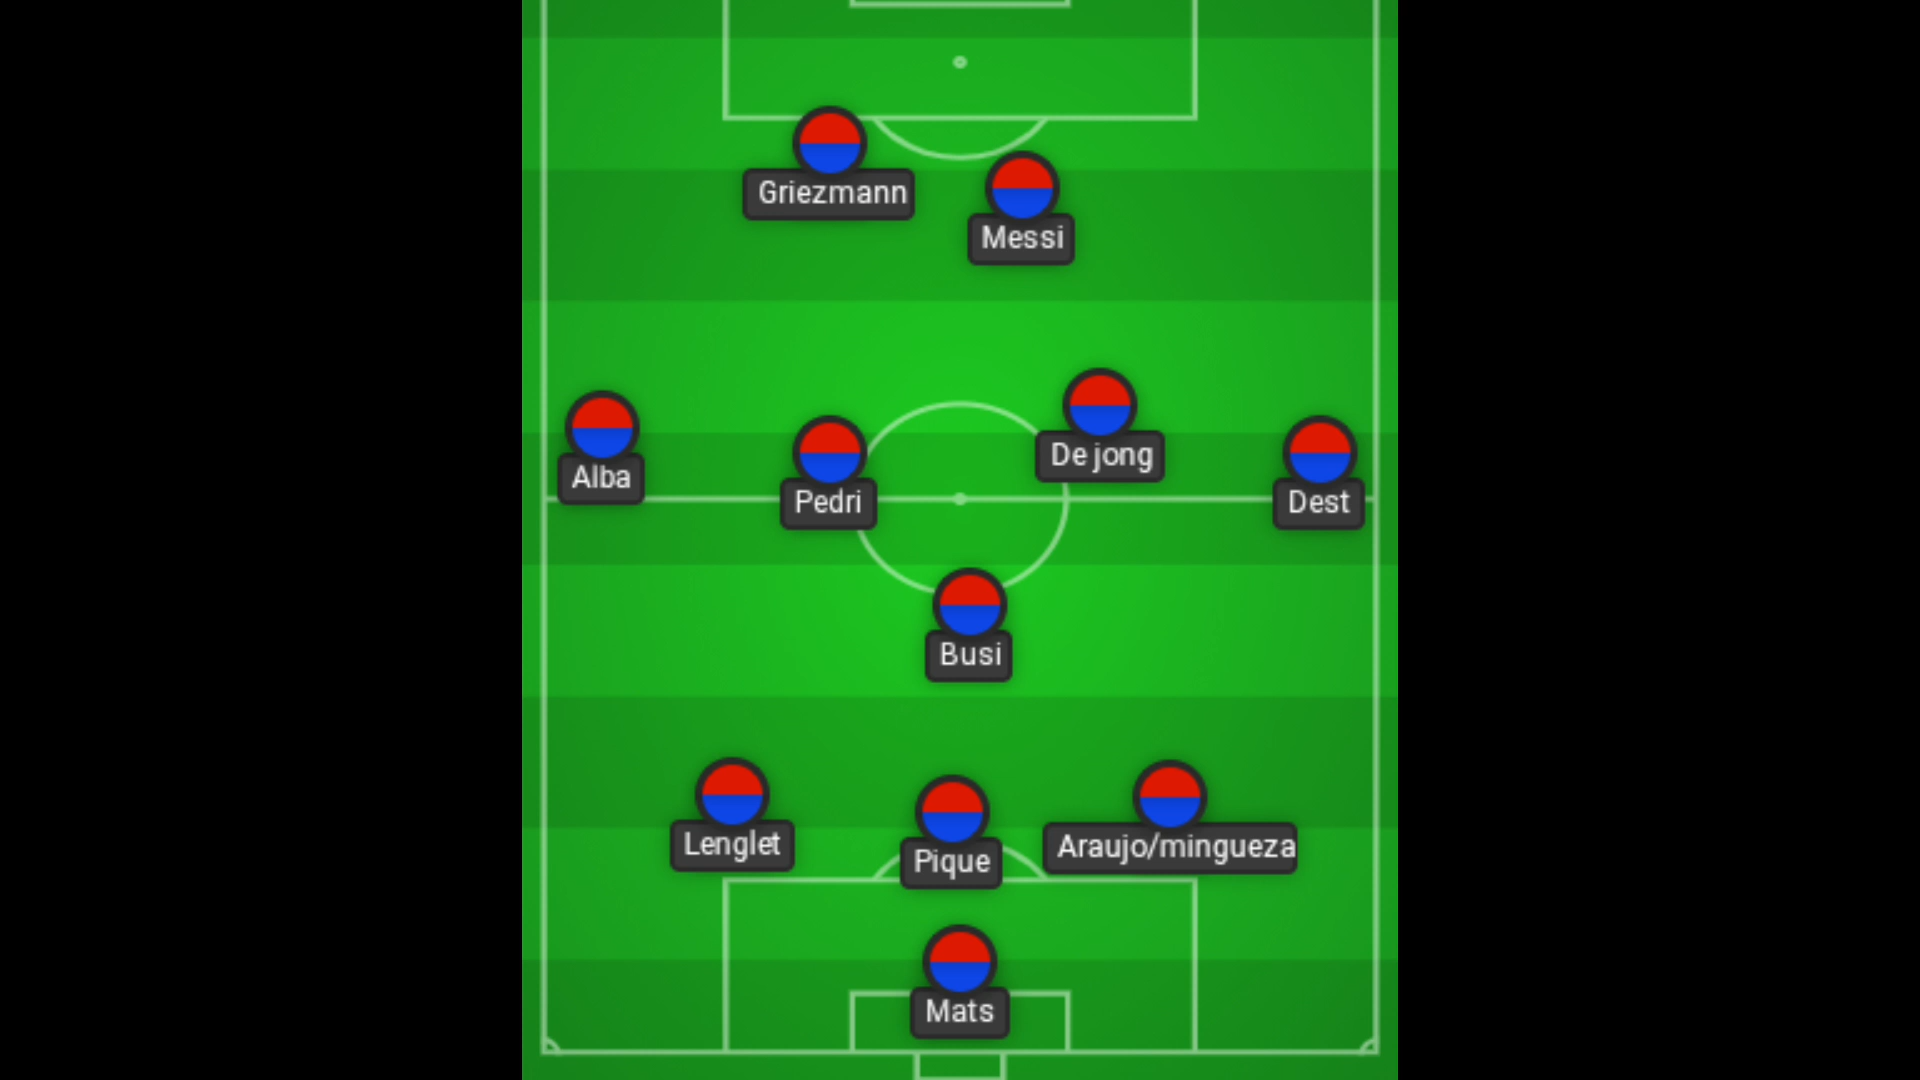 Griezmann
Messi
Alba
Pedri
De jong
Dest
Busi
Lenglet
Pique
Araujo/mingueza
Mats